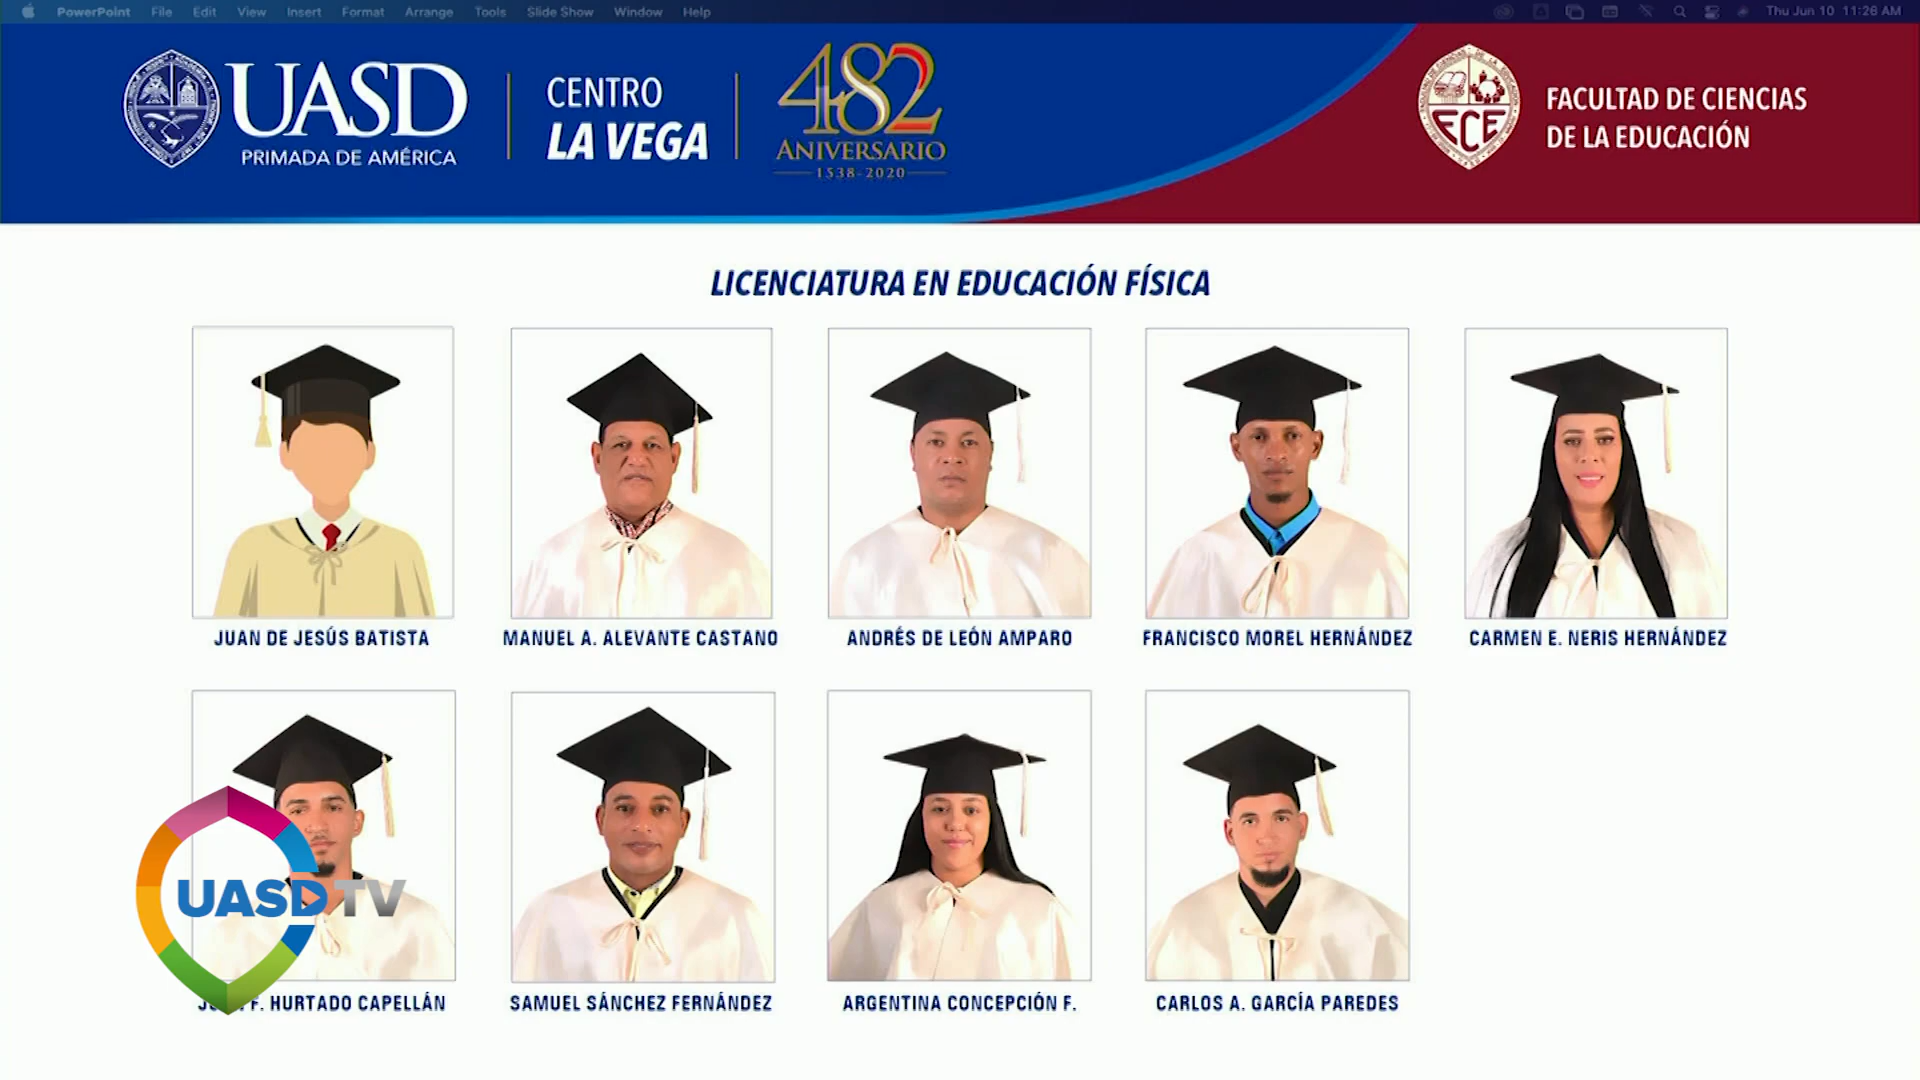 PowerPoint File Edit View Insert Format Arrange Tools Slide Show Window Help Thu Jun 10 11:26 AM
UASD
PRIMADA DE AMÉRICA
CENTRO
LA VEGA
482
ANIVERSARIO
1538-2020
FCE
FACULTAD DE CIENCIAS
DE LA EDUCACIÓN
LICENCIATURA EN EDUCACIÓN FÍSICA
JUAN DE JESÚS BATISTA
MANUEL A. ALEVANTE CASTANO
ANDRÉS DE LEÓN AMPARO
FRANCISCO MOREL HERNÁNDEZ
CARMEN E. NERIS HERNÁNDEZ
F. HURTADO CAPELLÁN
SAMUEL SÁNCHEZ FERNÁNDEZ
ARGENTINA CONCEPCIÓN F.
CARLOS A. GARCÍA PAREDES
UASDTV